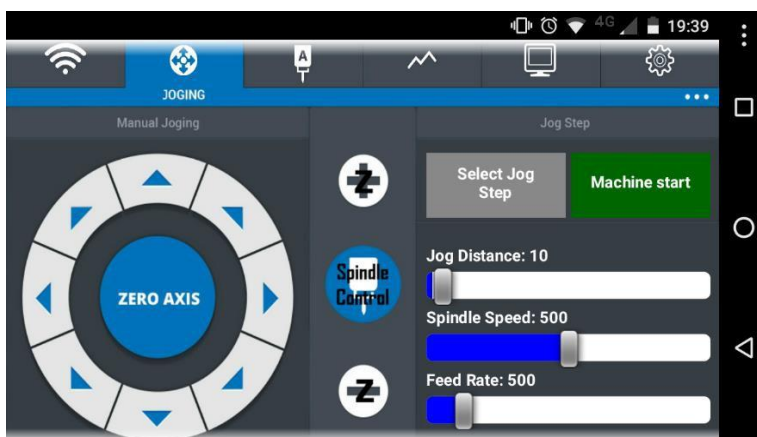 4G 19:39
A
JOGING
Manual Joging
Jog Step
Z
Select Jog
Step
Machine start
Jog Distance: 10
Spindle
Control
ZERO AXIS
Spindle Speed: 500
Feed Rate: 500
Z